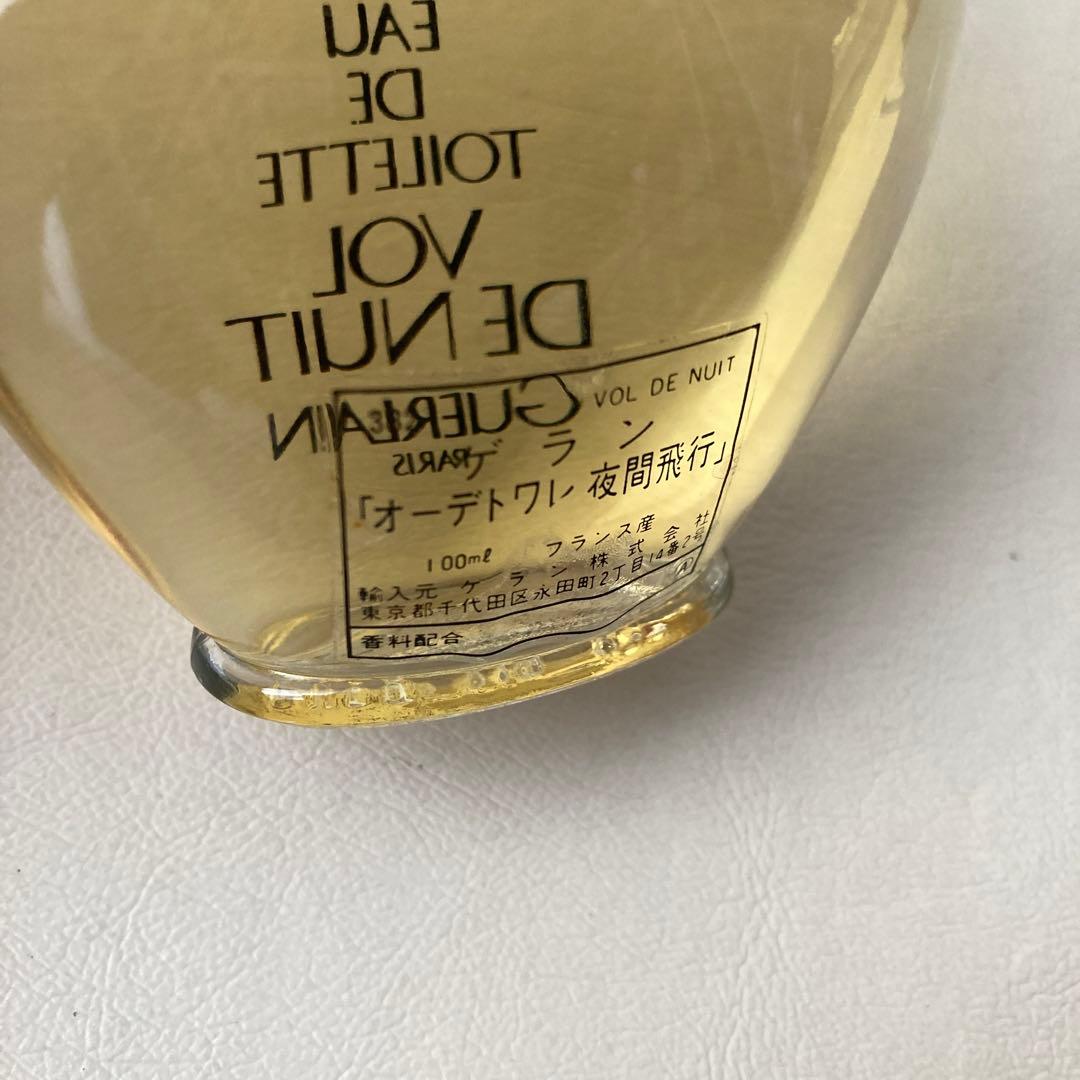 EAU
DE
TOILETTE
VOL
DE NUIT
GUERLAIN
PARIS
VOL DE NUIT
ゲラン
「オーデトワレ 夜間飛行」
100ml フランス産
輸入元 ゲラン株式会社
東京都千代田区永田町2丁目14番2号
香料配合
A